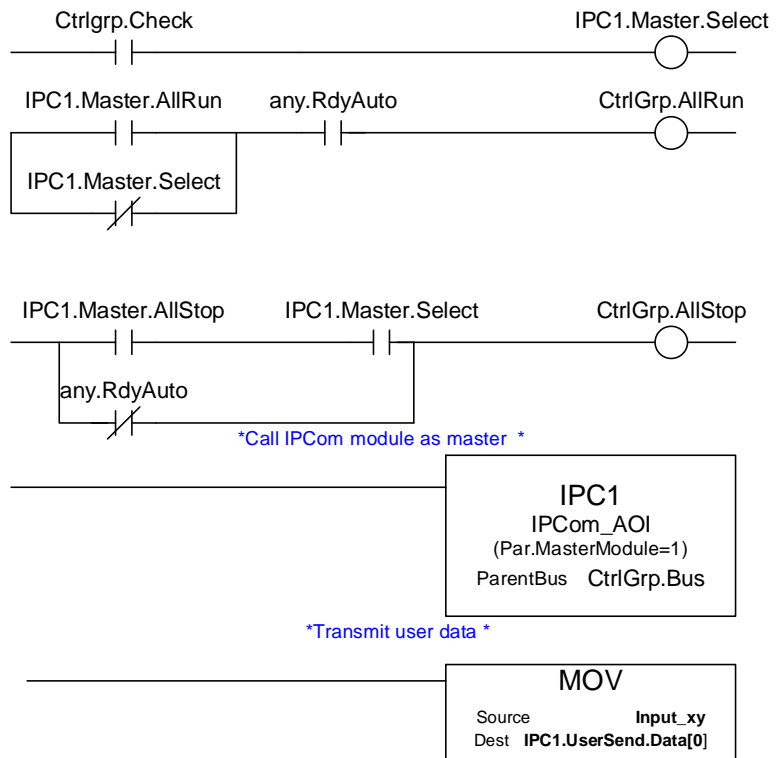 Ctrlgrp.Check IPC1.Master.Select
IPC1.Master.AllRun any.RdyAuto CtrlGrp.AllRun
IPC1.Master.Select
IPC1.Master.AllStop IPC1.Master.Select CtrlGrp.AllStop
any.RdyAuto
*Call IPCom module as master *
IPC1
IPCom_AOI
(Par.MasterModule=1)
ParentBus CtrlGrp.Bus
*Transmit user data *
MOV
Source Input_xy
Dest IPC1.UserSend.Data[0]